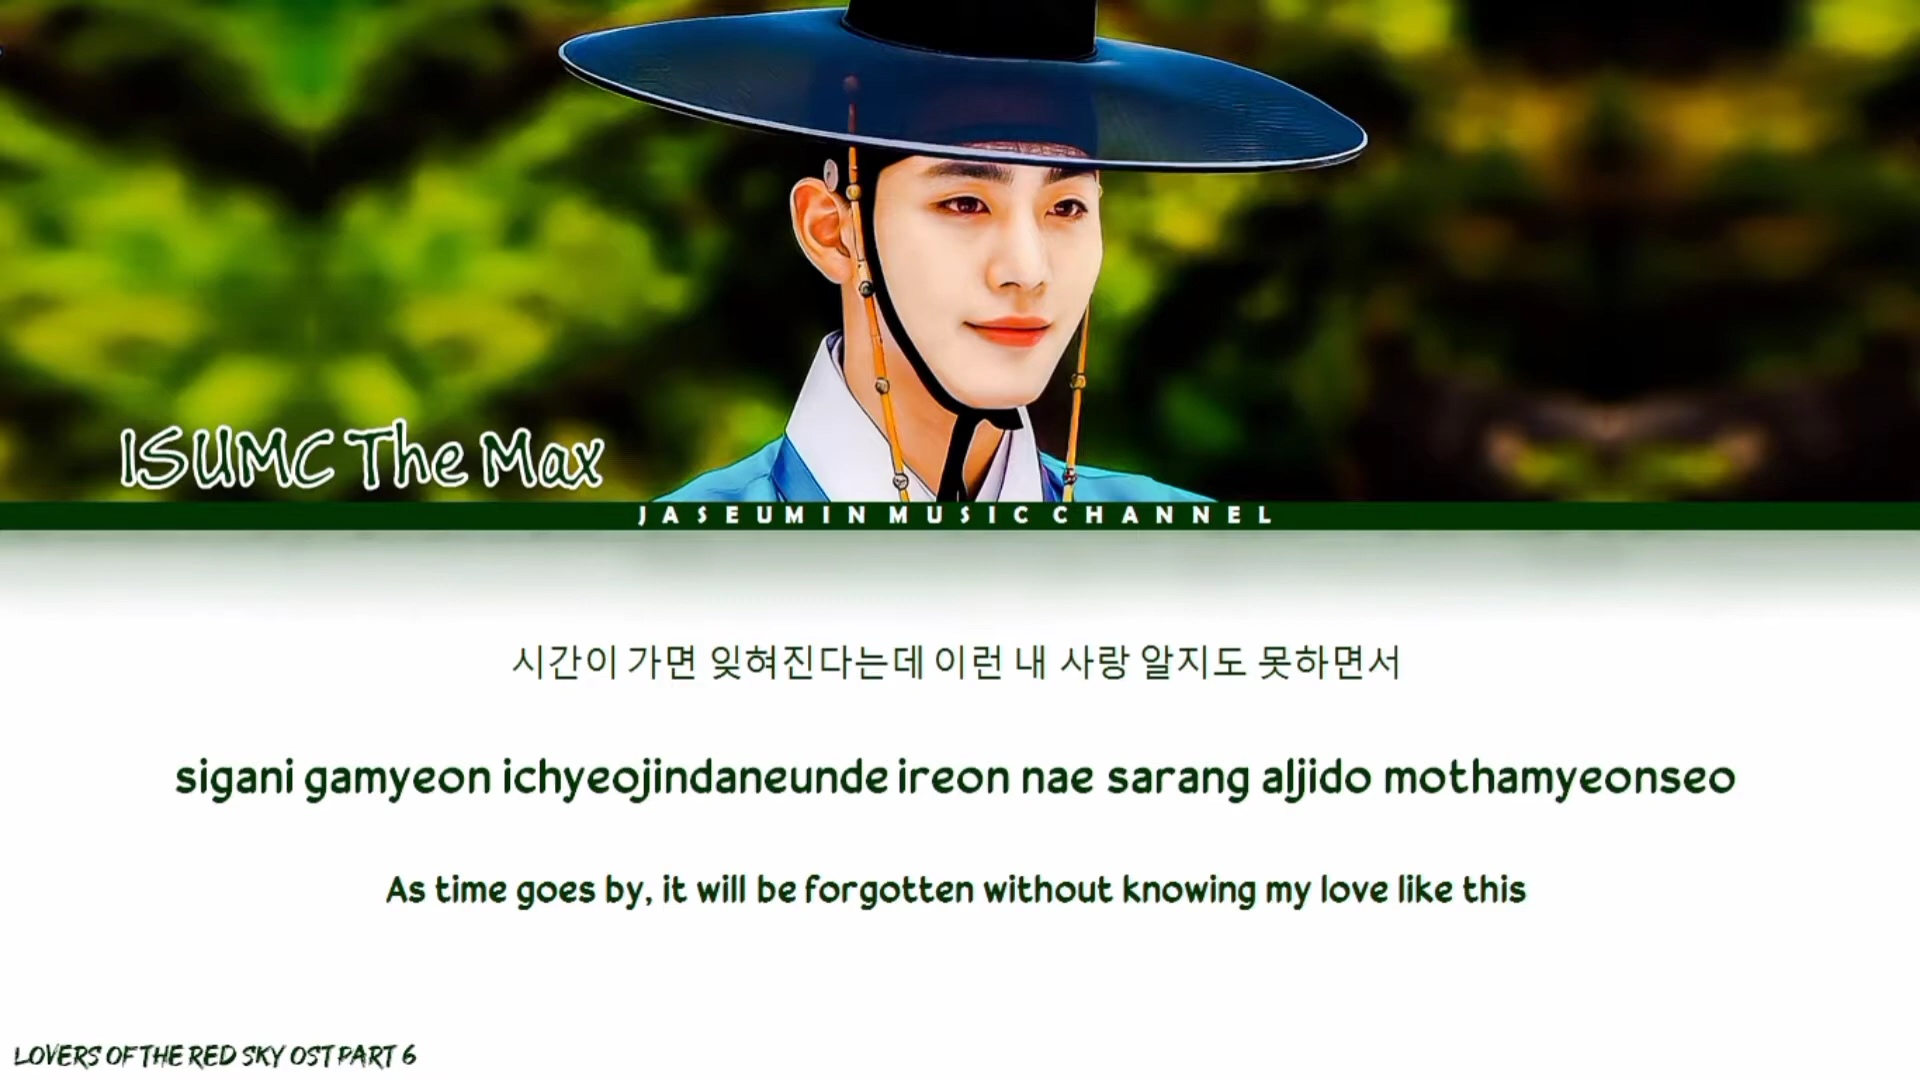 ISUMC The Max
JASEUMIN MUSIC CHANNEL
시간이 가면 잊혀진다는데 이런 내 사랑 알지도 못하면서
sigani gamyeon ichyeojindaneunde ireon nae sarang aljido mothamyeonseo
As time goes by, it will be forgotten without knowing my love like this
LOVERS OF THE RED SKY OST PART 6